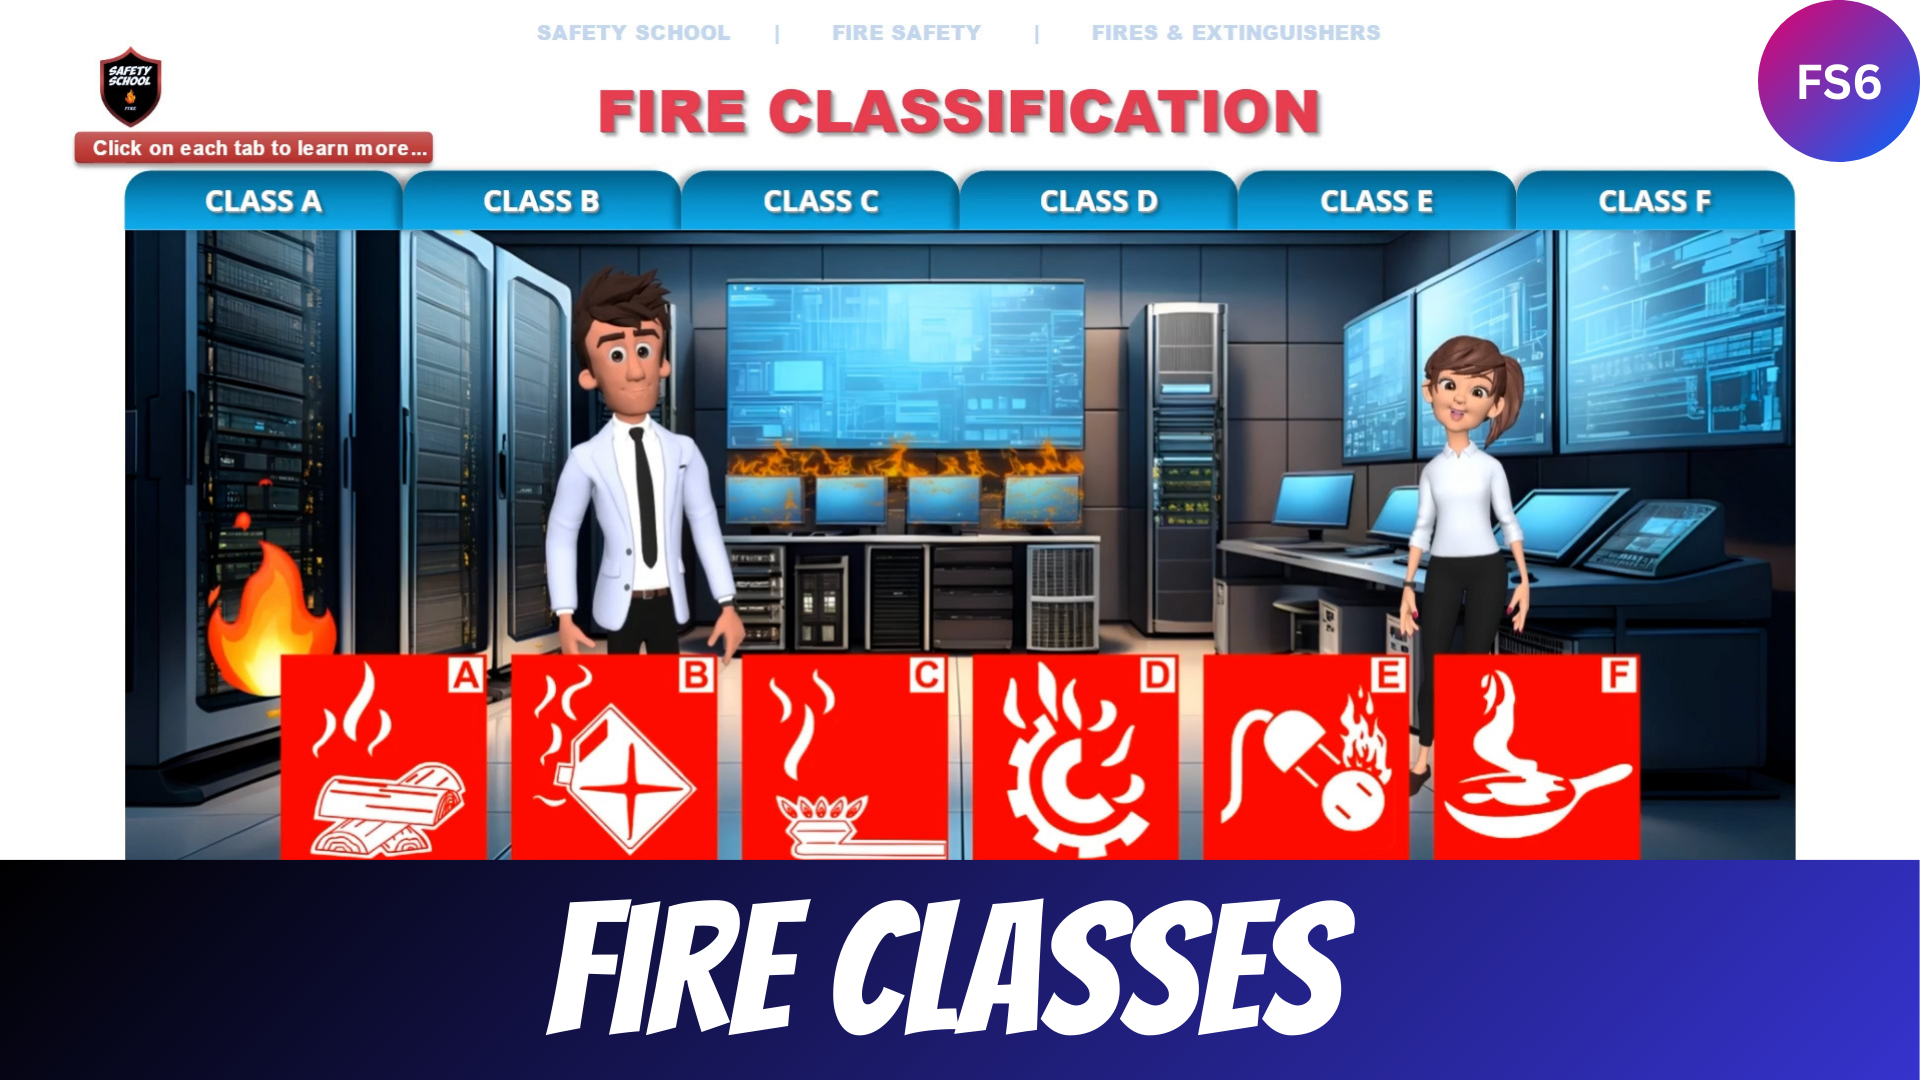 SAFETY SCHOOL | FIRE SAFETY | FIRES & EXTINGUISHERS
FS6
SAFETY
SCHOOL
FIRE
FIRE CLASSIFICATION
Click on each tab to learn more...
CLASS A CLASS B CLASS C CLASS D CLASS E CLASS F
A B C D E F
FIRE CLASSES